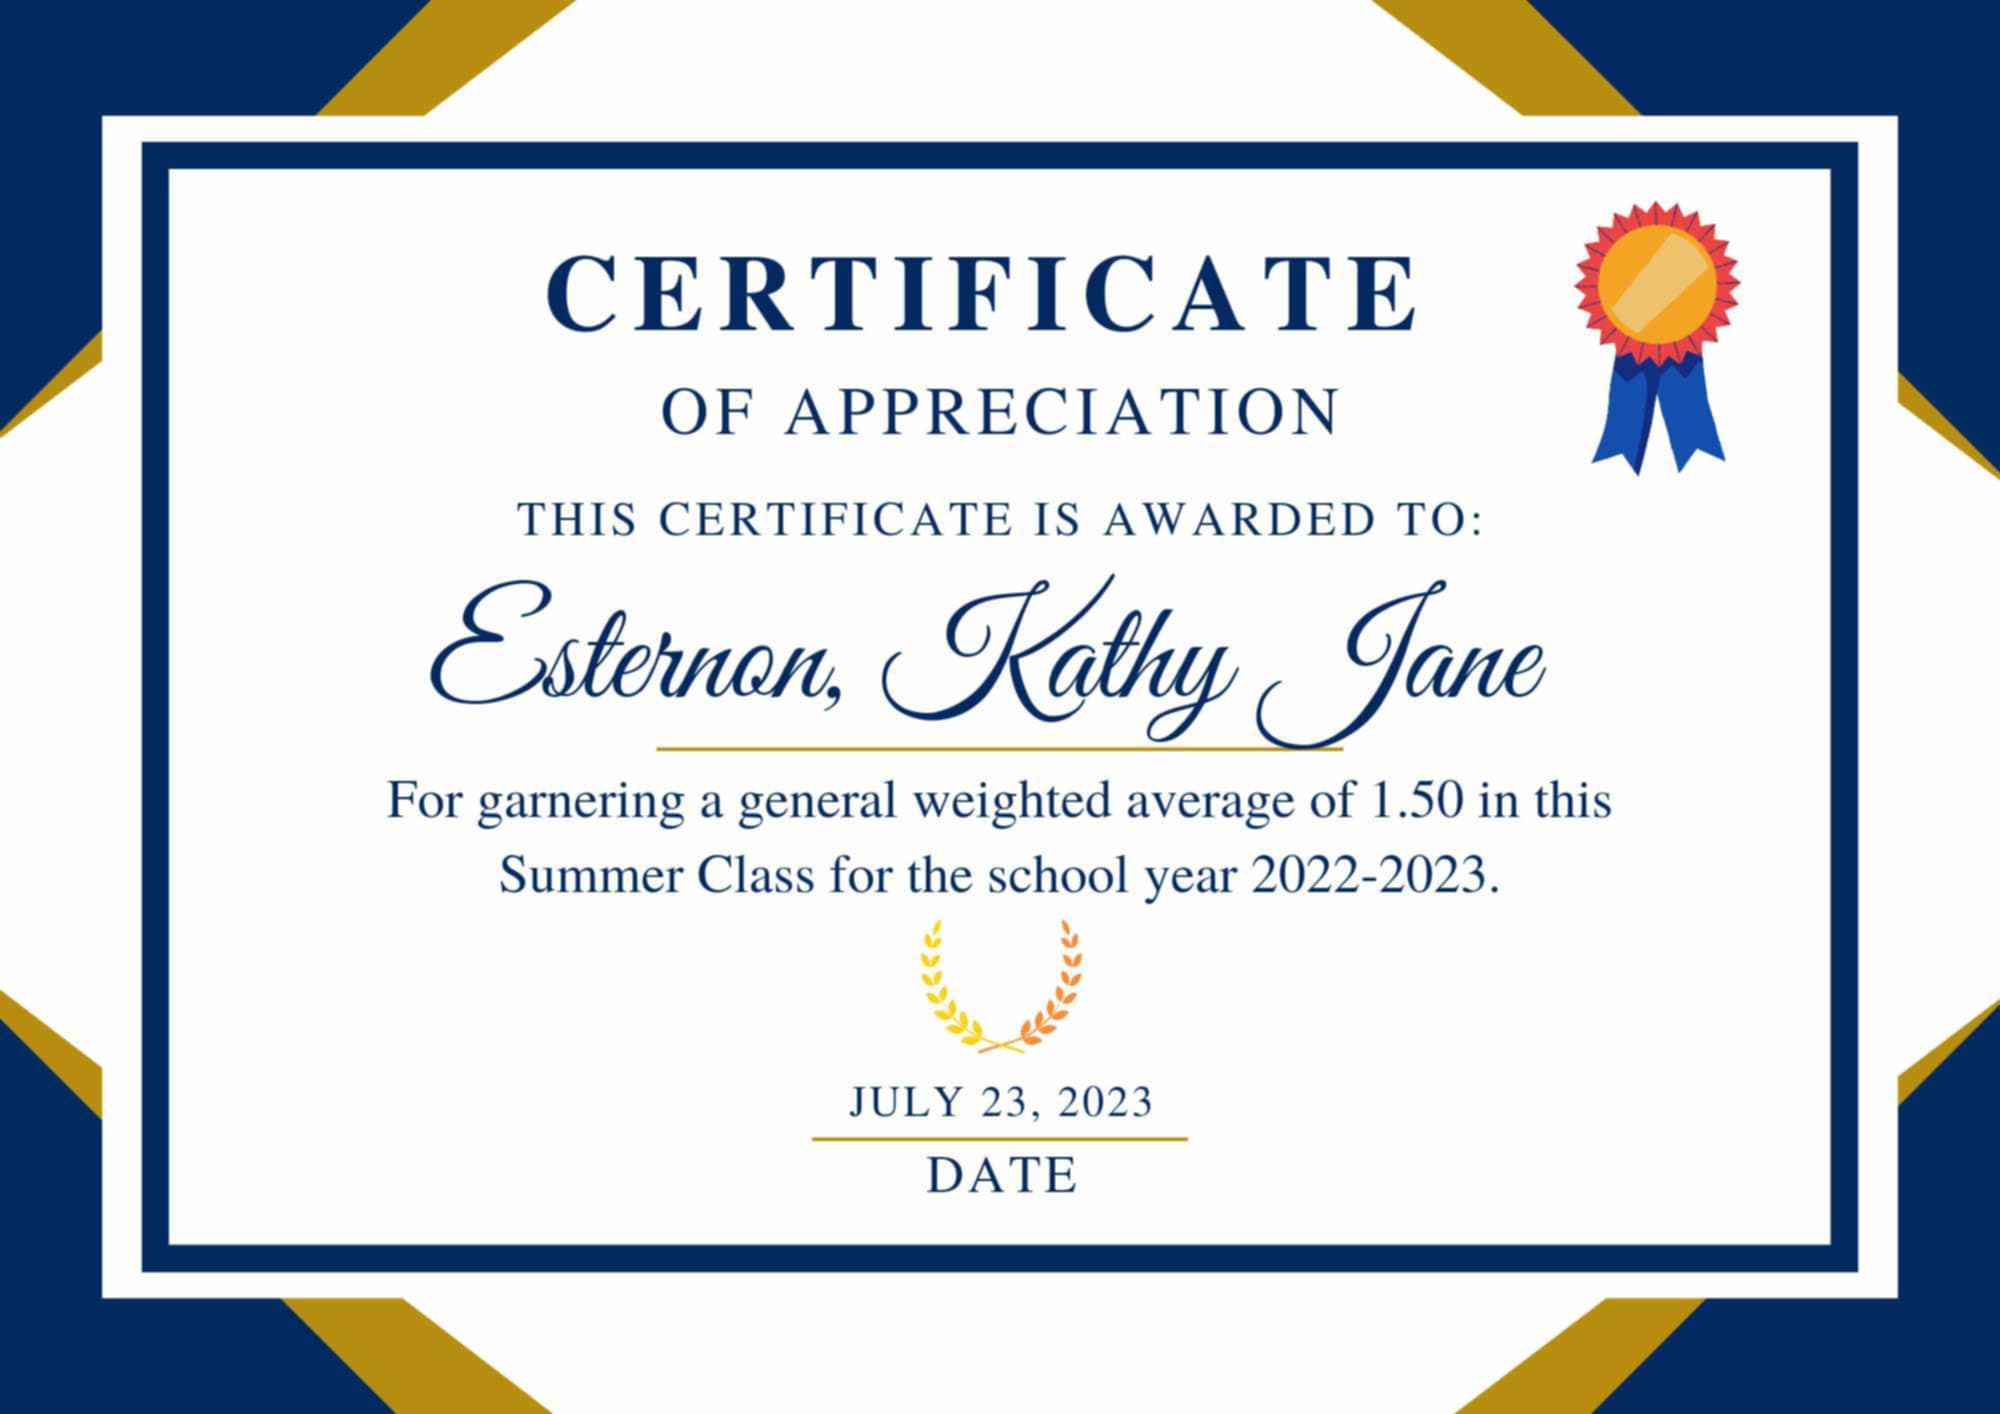 CERTIFICATE
OF APPRECIATION
THIS CERTIFICATE IS AWARDED TO:
Esternon, Kathy Jane
For garnering a general weighted average of 1.50 in this
Summer Class for the school year 2022-2023.
JULY 23, 2023
DATE